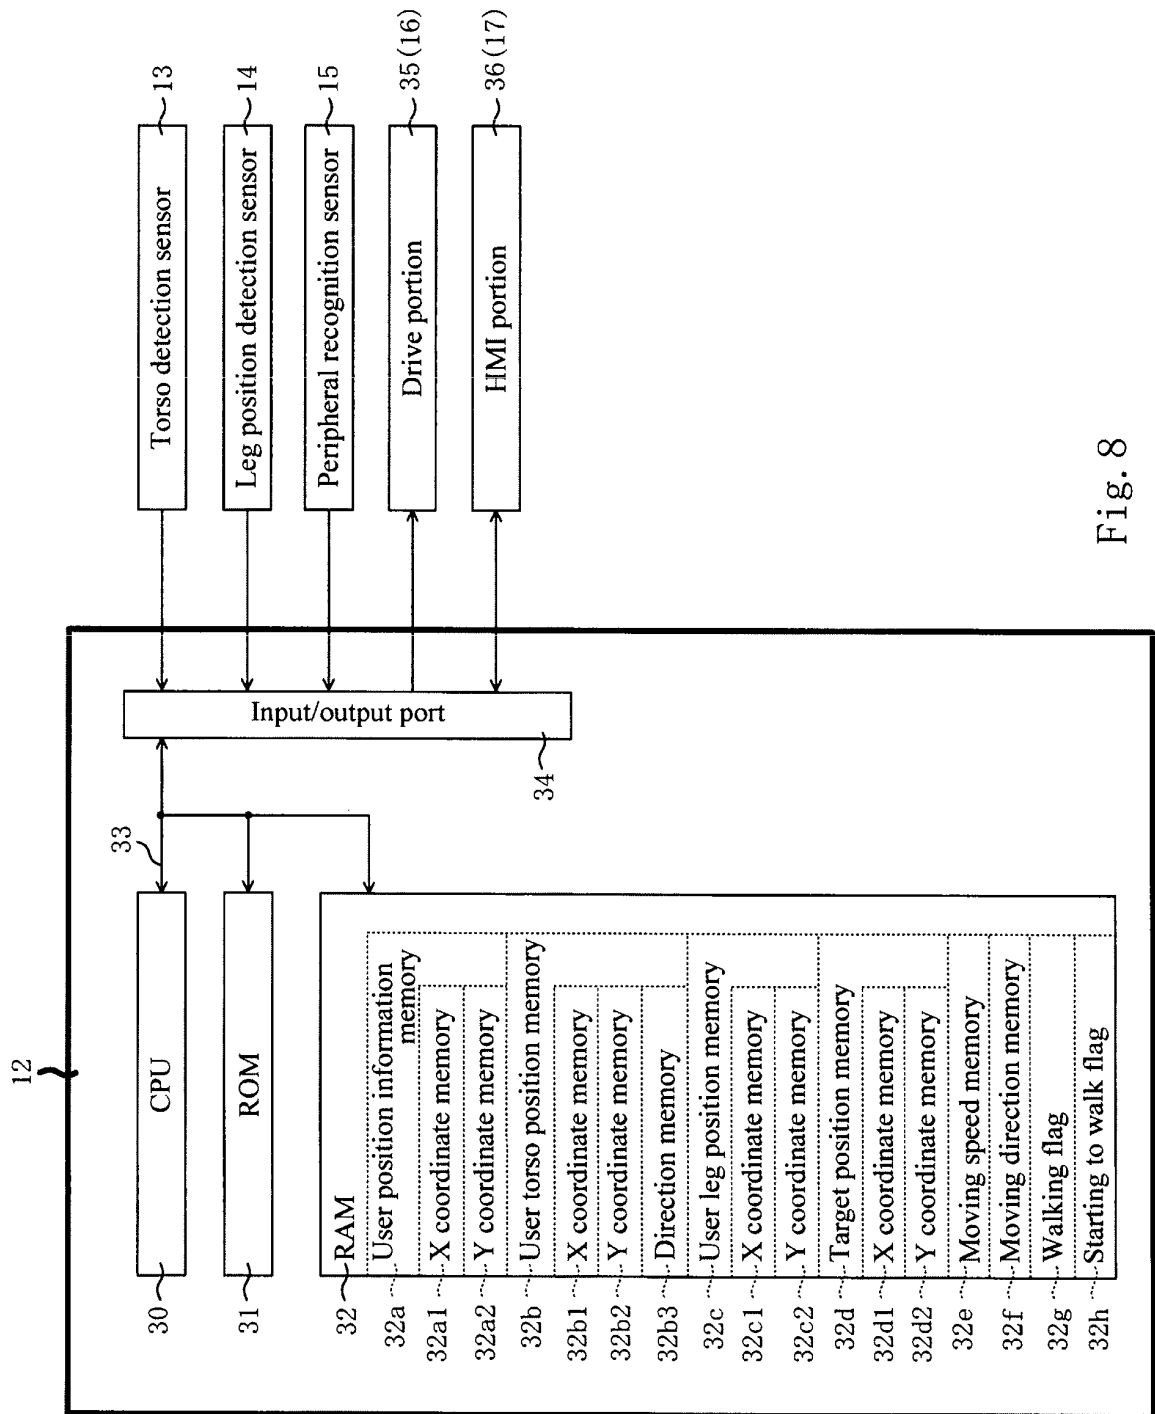 12
30
CPU
33
31
ROM
32
RAM
32a
User position information
memory
32a1
X coordinate memory
32a2
Y coordinate memory
32b
User torso position memory
32b1
X coordinate memory
32b2
Y coordinate memory
32b3
Direction memory
32c
User leg position memory
32c1
X coordinate memory
32c2
Y coordinate memory
32d
Target position memory
32d1
X coordinate memory
32d2
Y coordinate memory
32e
Moving speed memory
32f
Moving direction memory
32g
Walking flag
32h
Starting to walk flag
Input/output port
34
Torso detection sensor
13
Leg position detection sensor
14
Peripheral recognition sensor
15
Drive portion
35(16)
HMI portion
36(17)
Fig. 8